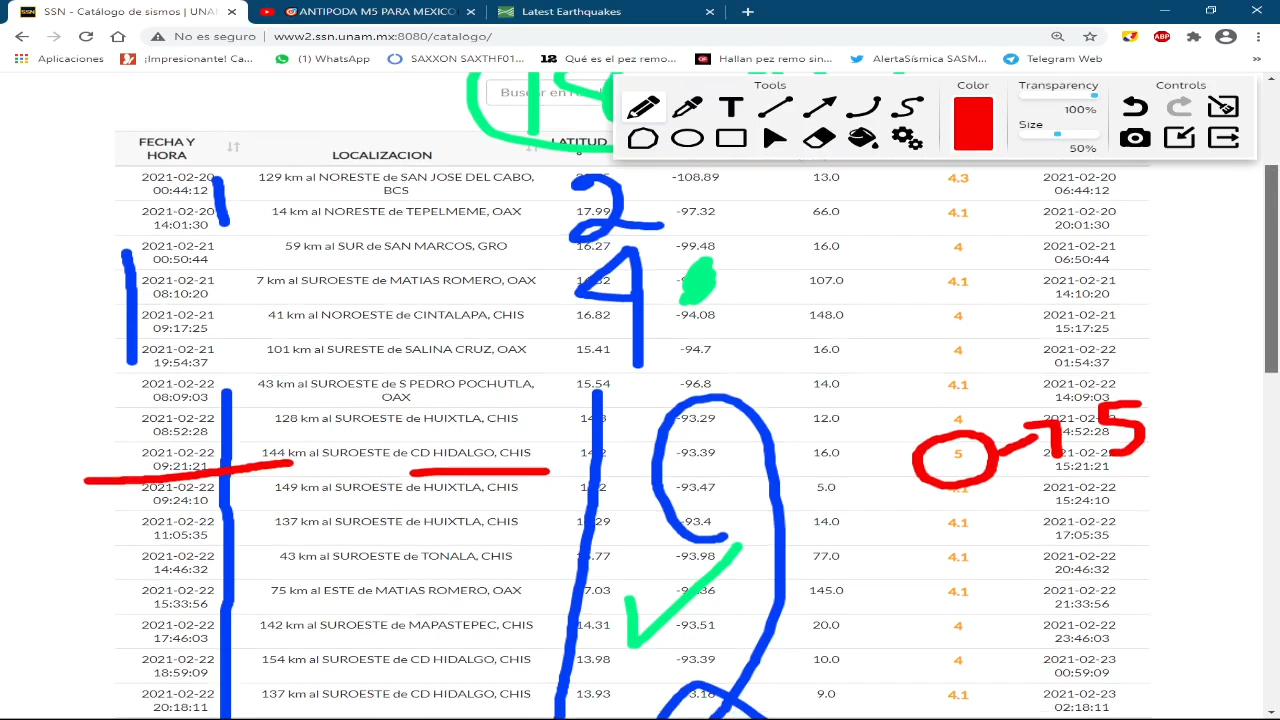 SSN - Catálogo de sismos | UNAM
ANTIPODA M5 PARA MEXICO
Latest Earthquakes
No es seguro | www2.ssn.unam.mx:8080/catalogo/
Aplicaciones ¡Impresionante! Ca... (1) WhatsApp SAXXON SAXTHF01... 12 Qué es el pez remo... Hallan pez remo sin... AlertaSísmica SASM... Telegram Web »
Buscar en
Tools Color Transparency Controls
100%
Size
50%
FECHA Y HORA LOCALIZACION LATITUD
2021-02-20 00:44:12 129 km al NORESTE de SAN JOSE DEL CABO, BCS -108.89 13.0 4.3 2021-02-20 06:44:12
2021-02-20 14:01:30 14 km al NORESTE de TEPELMEME, OAX 17.99 -97.32 66.0 4.1 2021-02-20 20:01:30
2021-02-21 00:50:44 59 km al SUR de SAN MARCOS, GRO 16.27 -99.48 16.0 4 2021-02-21 06:50:44
2021-02-21 08:10:20 7 km al SUROESTE de MATIAS ROMERO, OAX 107.0 4.1 2021-02-21 14:10:20
2021-02-21 09:17:25 41 km al NOROESTE de CINTALAPA, CHIS 16.82 -94.08 148.0 4 2021-02-21 15:17:25
2021-02-21 19:54:37 101 km al SURESTE de SALINA CRUZ, OAX 15.41 -94.7 16.0 4 2021-02-22 01:54:37
2021-02-22 08:09:03 43 km al SUROESTE de S PEDRO POCHUTLA, OAX 15.54 -96.8 14.0 4.1 2021-02-22 14:09:03
2021-02-22 08:52:28 128 km al SUROESTE de HUIXTLA, CHIS -93.29 12.0 4 14:52:28
2021-02-22 09:21:21 144 km al SUROESTE de CD HIDALGO, CHIS -93.39 16.0 5 2021-02-22 15:21:21
2021-02-22 09:24:10 149 km al SUROESTE de HUIXTLA, CHIS -93.47 5.0 4.1 2021-02-22 15:24:10
2021-02-22 11:05:35 137 km al SUROESTE de HUIXTLA, CHIS -93.4 14.0 4.1 2021-02-22 17:05:35
2021-02-22 14:46:32 43 km al SUROESTE de TONALA, CHIS -93.98 77.0 4.1 2021-02-22 20:46:32
2021-02-22 15:33:56 75 km al ESTE de MATIAS ROMERO, OAX 145.0 4.1 2021-02-22 21:33:56
2021-02-22 17:46:03 142 km al SUROESTE de MAPASTEPEC, CHIS 14.31 -93.51 20.0 4 2021-02-22 23:46:03
2021-02-22 18:59:09 154 km al SUROESTE de CD HIDALGO, CHIS 13.98 -93.39 10.0 4 2021-02-23 00:59:09
2021-02-22 20:18:11 137 km al SUROESTE de CD HIDALGO, CHIS 13.93 9.0 4.1 2021-02-23 02:18:11
2
4
5